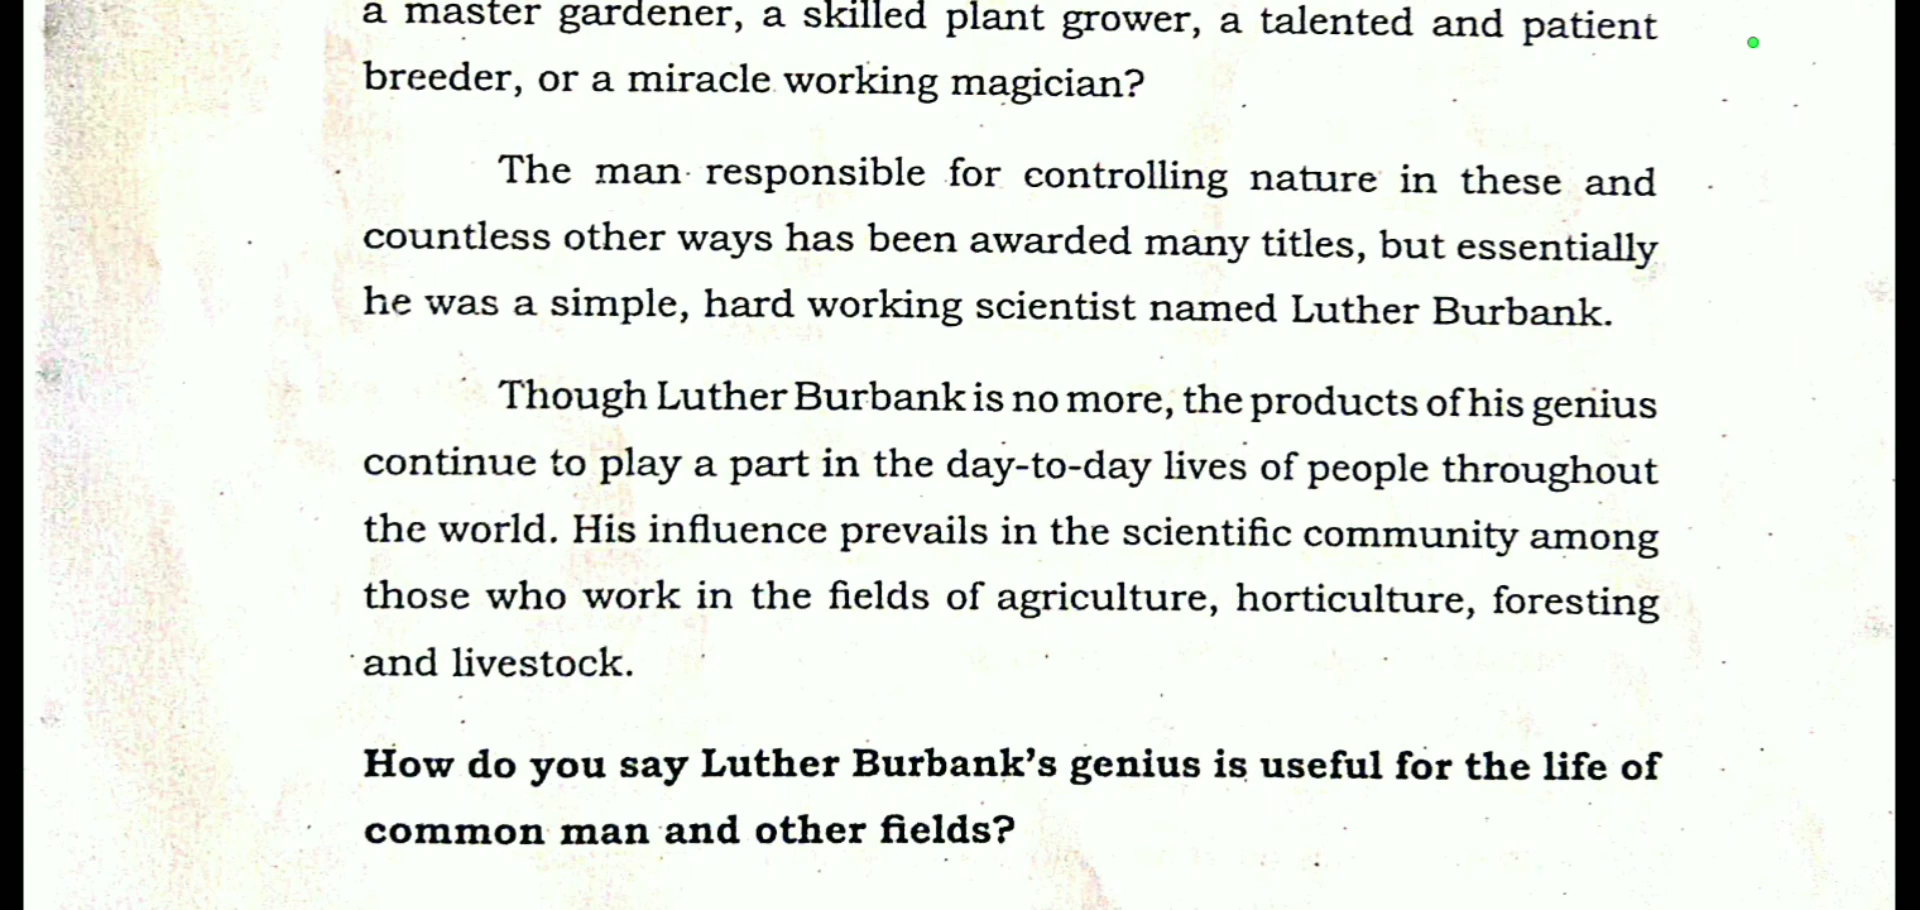 a master gardener, a skilled plant grower, a talented and patient
breeder, or a miracle working magician?
The man responsible for controlling nature in these and
countless other ways has been awarded many titles, but essentially
he was a simple, hard working scientist named Luther Burbank.
Though Luther Burbank is no more, the products of his genius
continue to play a part in the day-to-day lives of people throughout
the world. His influence prevails in the scientific community among
those who work in the fields of agriculture, horticulture, foresting
and livestock.
How do you say Luther Burbank's genius is useful for the life of
common man and other fields?